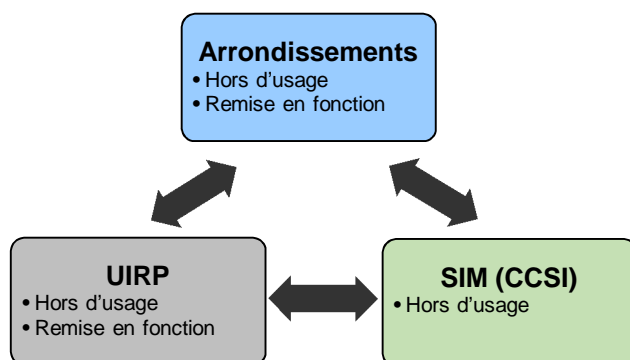 Arrondissements
• Hors d'usage
• Remise en fonction
UIRP
• Hors d'usage
• Remise en fonction
SIM (CCSI)
• Hors d'usage